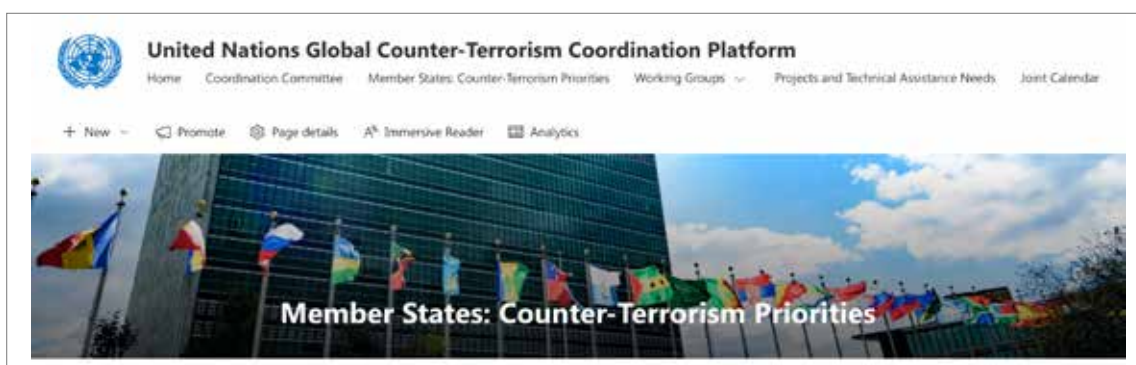 United Nations Global Counter-Terrorism Coordination Platform
Home Coordination Committee Member States: Counter-Terrorism Priorities Working Groups Projects and Technical Assistance Needs Joint Calendar
+ New Promote Page details Immersive Reader Analytics
Member States: Counter-Terrorism Priorities